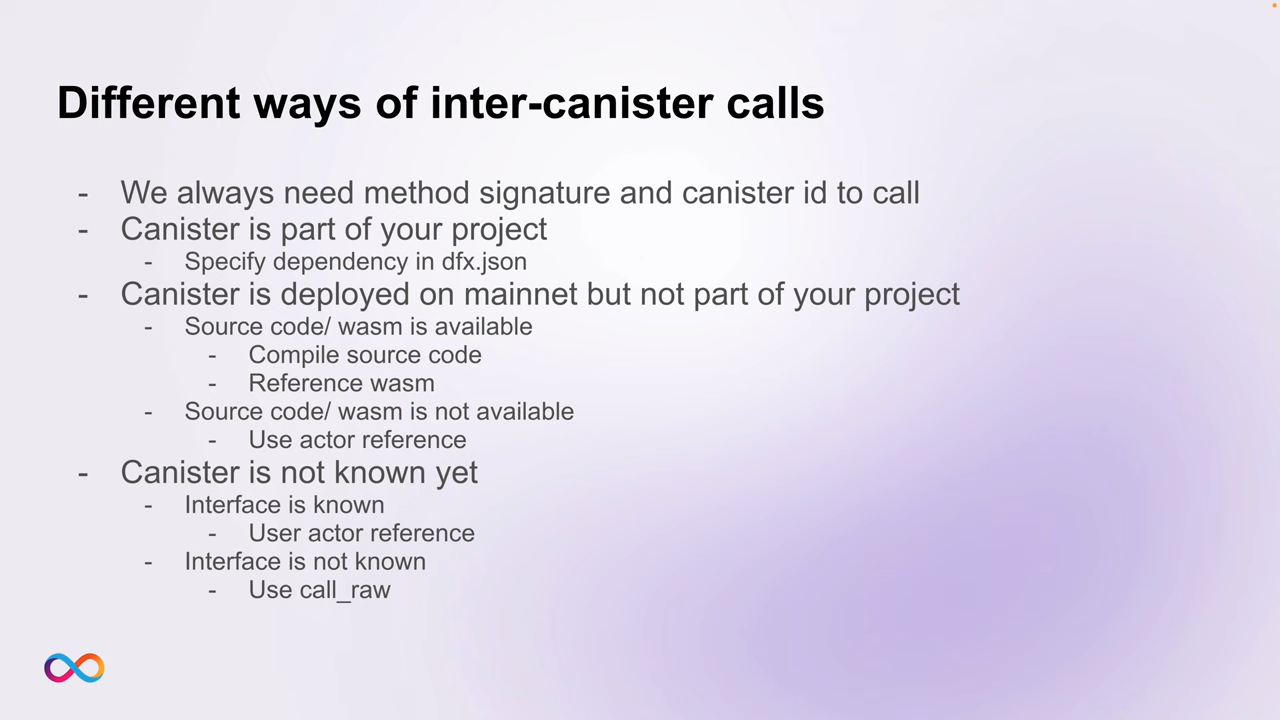 Different ways of inter-canister calls
- We always need method signature and canister id to call
- Canister is part of your project
- Specify dependency in dfx.json
- Canister is deployed on mainnet but not part of your project
- Source code/ wasm is available
- Compile source code
- Reference wasm
- Source code/ wasm is not available
- Use actor reference
- Canister is not known yet
- Interface is known
- User actor reference
- Interface is not known
- Use call_raw